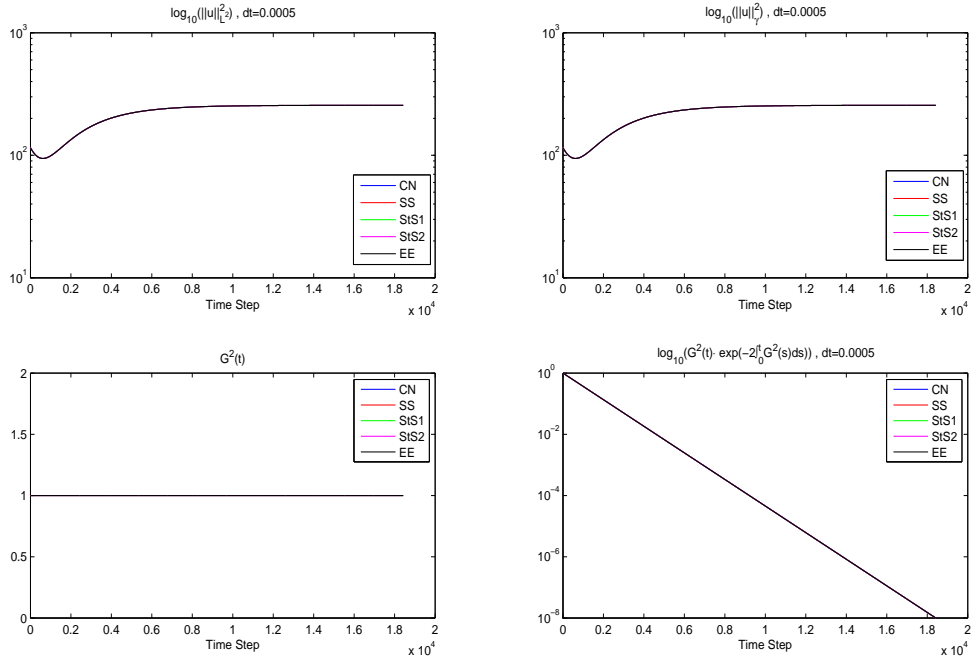 log10(||u||²L²) , dt=0.0005
10³
10²
10¹
0 0.2 0.4 0.6 0.8 1 1.2 1.4 1.6 1.8 2
Time Step
x 10⁴
CN
SS
StS1
StS2
EE
log10(||u||²γ) , dt=0.0005
10³
10²
10¹
0 0.2 0.4 0.6 0.8 1 1.2 1.4 1.6 1.8 2
Time Step
x 10⁴
CN
SS
StS1
StS2
EE
G²(t)
2
1.5
1
0.5
0
0 0.2 0.4 0.6 0.8 1 1.2 1.4 1.6 1.8 2
Time Step
x 10⁴
CN
SS
StS1
StS2
EE
log10(G²(t)· exp(−2∫₀ᵗG²(s)ds)) , dt=0.0005
10⁰
10⁻²
10⁻⁴
10⁻⁶
10⁻⁸
0 0.2 0.4 0.6 0.8 1 1.2 1.4 1.6 1.8 2
Time Step
x 10⁴
CN
SS
StS1
StS2
EE